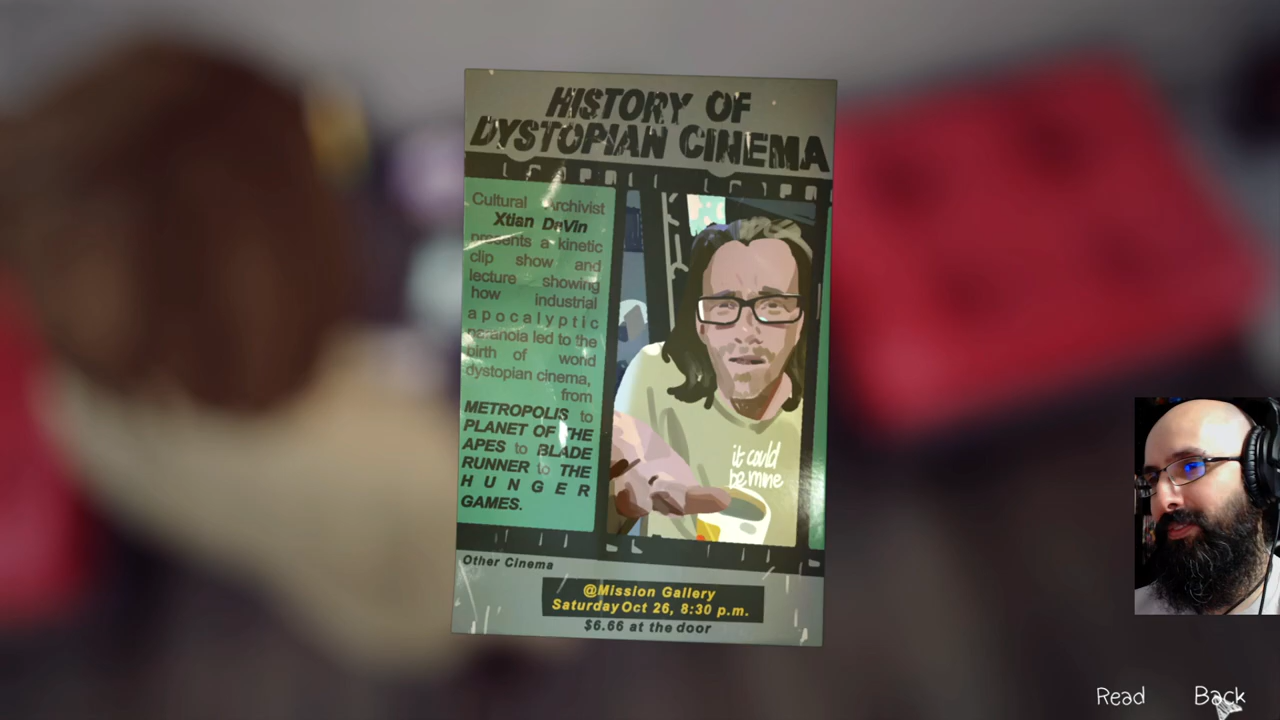 HISTORY OF
DYSTOPIAN CINEMA
Cultural Archivist
Xtian DeVin
presents a kinetic
clip show and
lecture showing
how industrial
apocalyptic
paranoia led to the
birth of world
dystopian cinema,
from
METROPOLIS to
PLANET OF THE
APES to BLADE
RUNNER to THE
HUNGER
GAMES.
it could
be mine
Other Cinema
@Mission Gallery
Saturday Oct 26, 8:30 p.m.
$6.66 at the door
Read Back